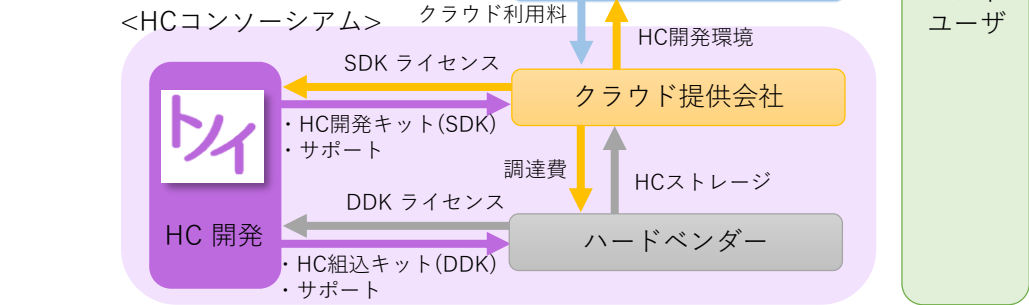 <HCコンソーシアム>
クラウド利用料
HC開発環境
ユーザ
SDK ライセンス
クラウド提供会社
・HC開発キット(SDK)
・サポート
トノイ
調達費
HCストレージ
DDK ライセンス
HC 開発
ハードベンダー
・HC組込キット(DDK)
・サポート